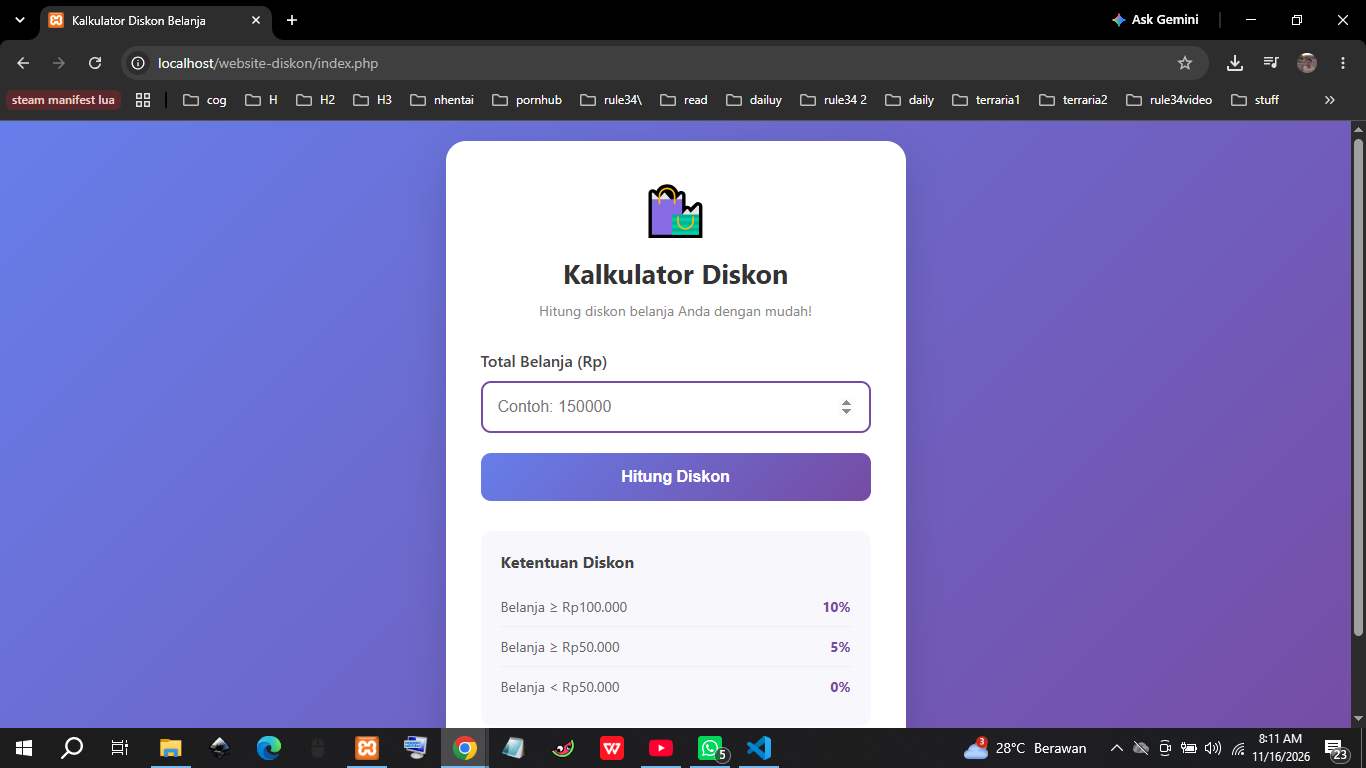 Kalkulator Diskon Belanja
Ask Gemini
localhost/website-diskon/index.php
steam manifest lua cog H H2 H3 nhentai pornhub rule34\ read dailuy rule34 2 daily terraria1 terraria2 rule34video stuff
Kalkulator Diskon
Hitung diskon belanja Anda dengan mudah!
Total Belanja (Rp)
Contoh: 150000
Hitung Diskon
Ketentuan Diskon
Belanja ≥ Rp100.000 10%
Belanja ≥ Rp50.000 5%
Belanja < Rp50.000 0%
3 28°C Berawan
5
8:11 AM
11/16/2026
23